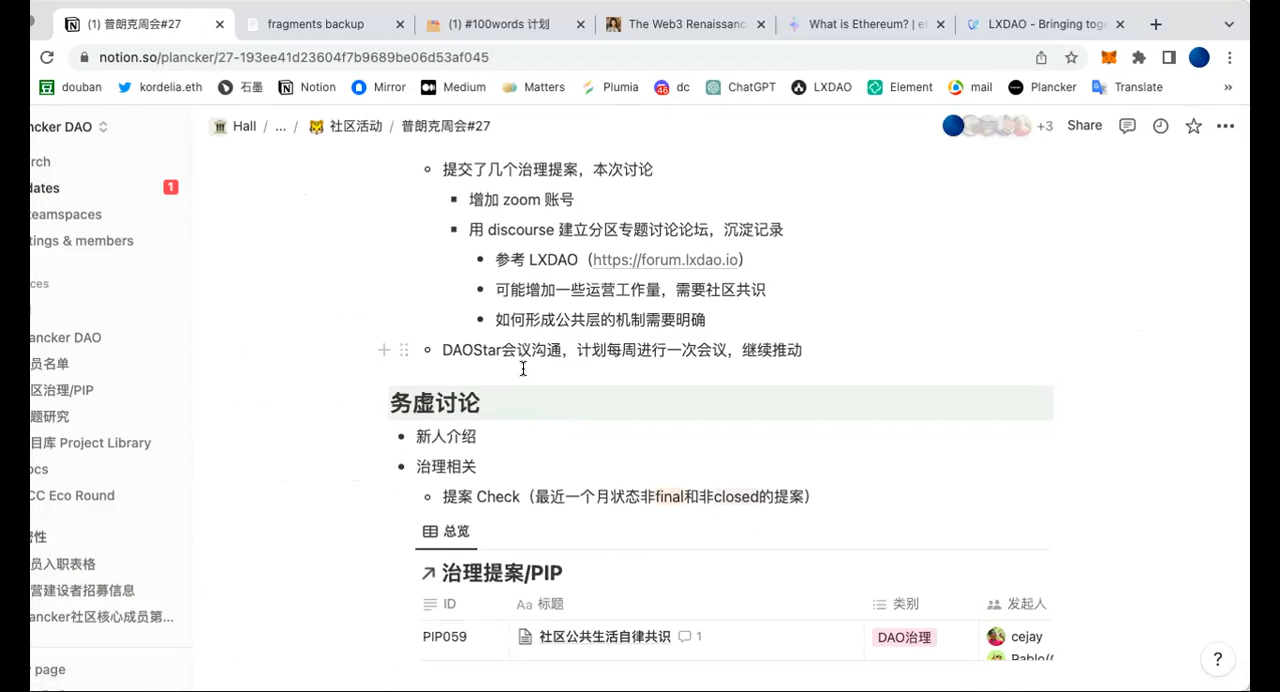 (1) 普朗克周会#27
fragments backup
(1) #100words 计划
The Web3 Renaissanc
What is Ethereum? | et
LXDAO - Bringing tog
notion.so/plancker/27-193ee41d23604f7b9689be06d53af045
douban
kordelia.eth
石墨
Notion
Mirror
Medium
Matters
Plumia
46 dc
ChatGPT
LXDAO
Element
mail
Plancker
Translate
»
ncker DAO
Hall / ... / 社区活动 / 普朗克周会#27
+3 Share
rch
dates 1
eamspaces
tings & members
ces
ancker DAO
员名单
区治理/PIP
题研究
目库 Project Library
ocs
CC Eco Round
密性
员入职表格
营建设者招募信息
ancker社区核心成员第...
page
提交了几个治理提案，本次讨论
增加 zoom 账号
用 discourse 建立分区专题讨论论坛，沉淀记录
参考 LXDAO（https://forum.lxdao.io）
可能增加一些运营工作量，需要社区共识
如何形成公共层的机制需要明确
DAOStar会议沟通，计划每周进行一次会议，继续推动
务虚讨论
新人介绍
治理相关
提案 Check（最近一个月状态非final和非closed的提案）
总览
治理提案/PIP
ID Aa 标题 类别 发起人
PIP059 社区公共生活自律共识 1 DAO治理 cejay
Pablo((
?